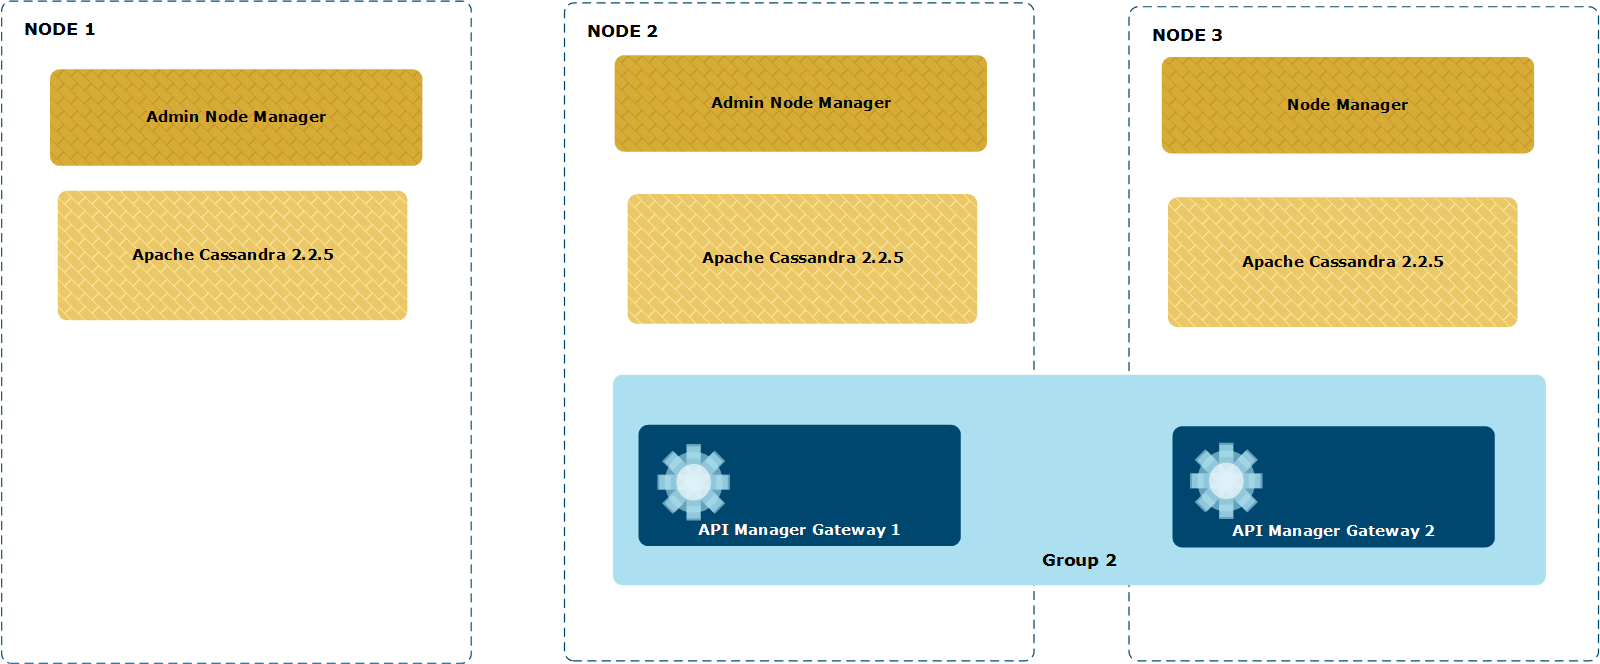 NODE 1
Admin Node Manager
Apache Cassandra 2.2.5
NODE 2
Admin Node Manager
Apache Cassandra 2.2.5
NODE 3
Node Manager
Apache Cassandra 2.2.5
API Manager Gateway 1
API Manager Gateway 2
Group 2